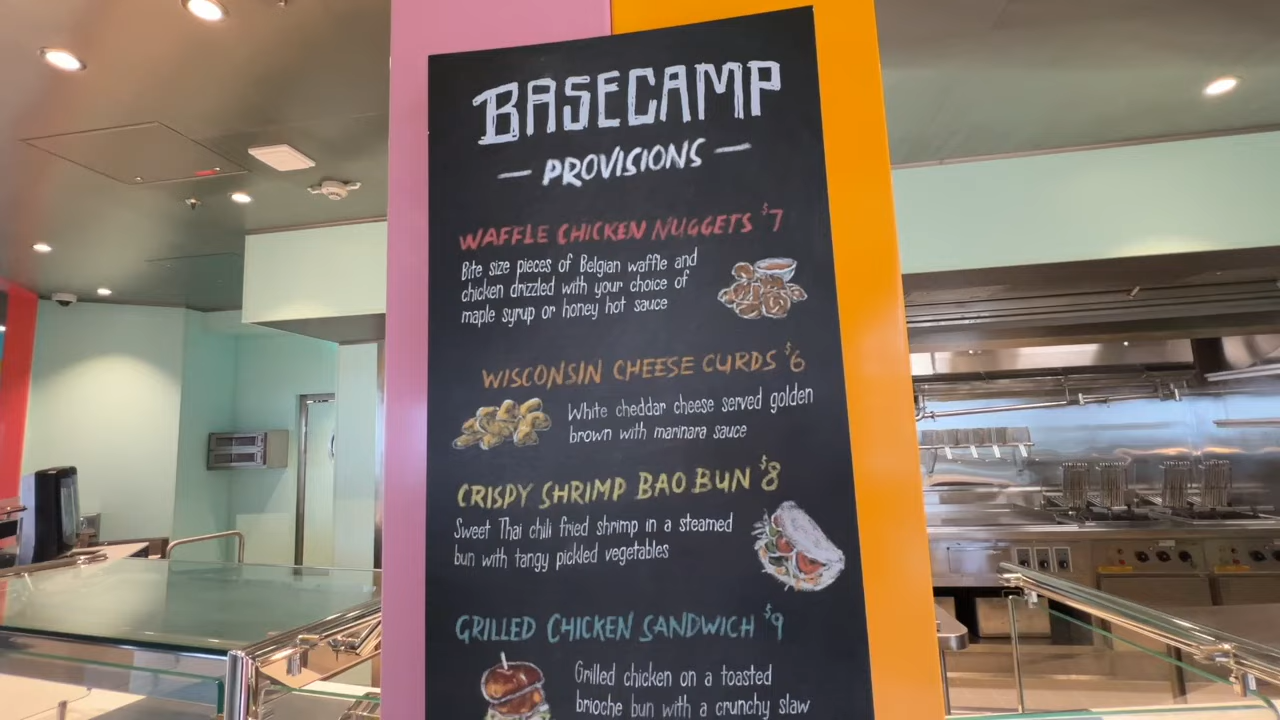 BASECAMP
— PROVISIONS —
WAFFLE CHICKEN NUGGETS $7
Bite size pieces of Belgian waffle and
chicken drizzled with your choice of
maple syrup or honey hot sauce
WISCONSIN CHEESE CURDS $6
White cheddar cheese served golden
brown with marinara sauce
CRISPY SHRIMP BAO BUN $8
Sweet Thai chili fried shrimp in a steamed
bun with tangy pickled vegetables
GRILLED CHICKEN SANDWICH $9
Grilled chicken on a toasted
brioche bun with a crunchy slaw